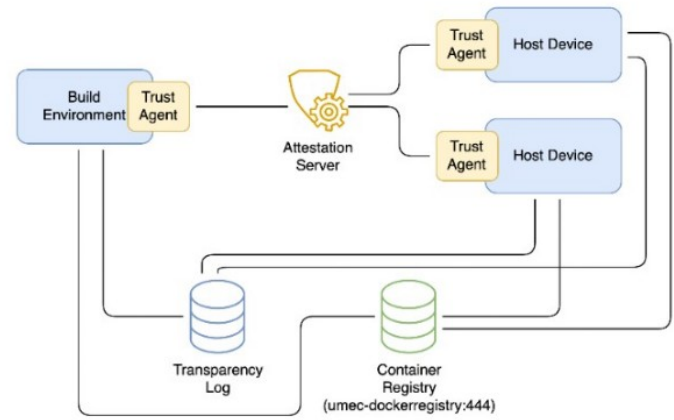 Trust
Agent
Host Device
Build
Environment
Trust
Agent
Attestation
Server
Trust
Agent
Host Device
Transparency
Log
Container
Registry
(umec-dockerregistry:444)